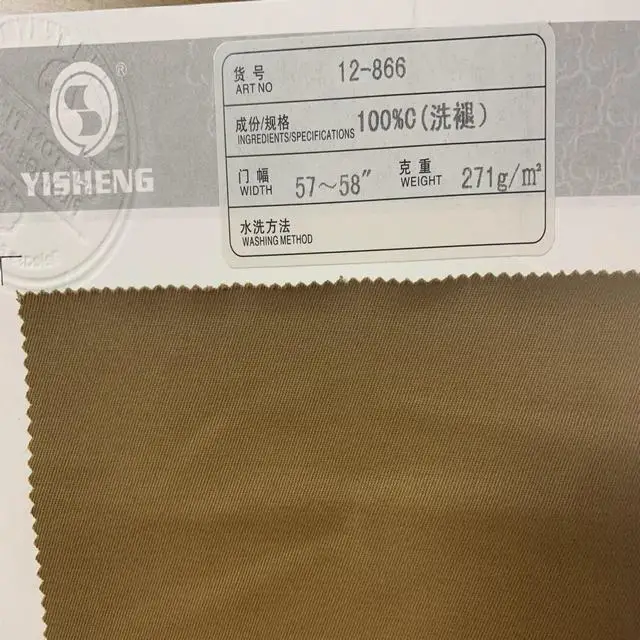 ®
YISHENG
货号 12-866
ART NO
成份/规格 100%C(洗褪)
INGREDIENTS/SPECIFICATIONS
门幅 57~58" 克重 271g/m²
WIDTH WEIGHT
水洗方法
WASHING METHOD